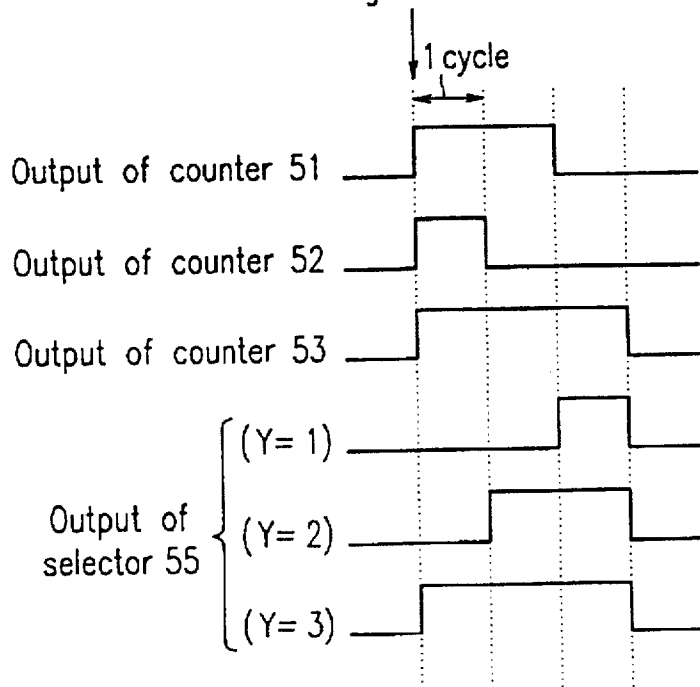 1 cycle
Output of counter 51
Output of counter 52
Output of counter 53
(Y= 1)
Output of
selector 55
(Y= 2)
(Y= 3)